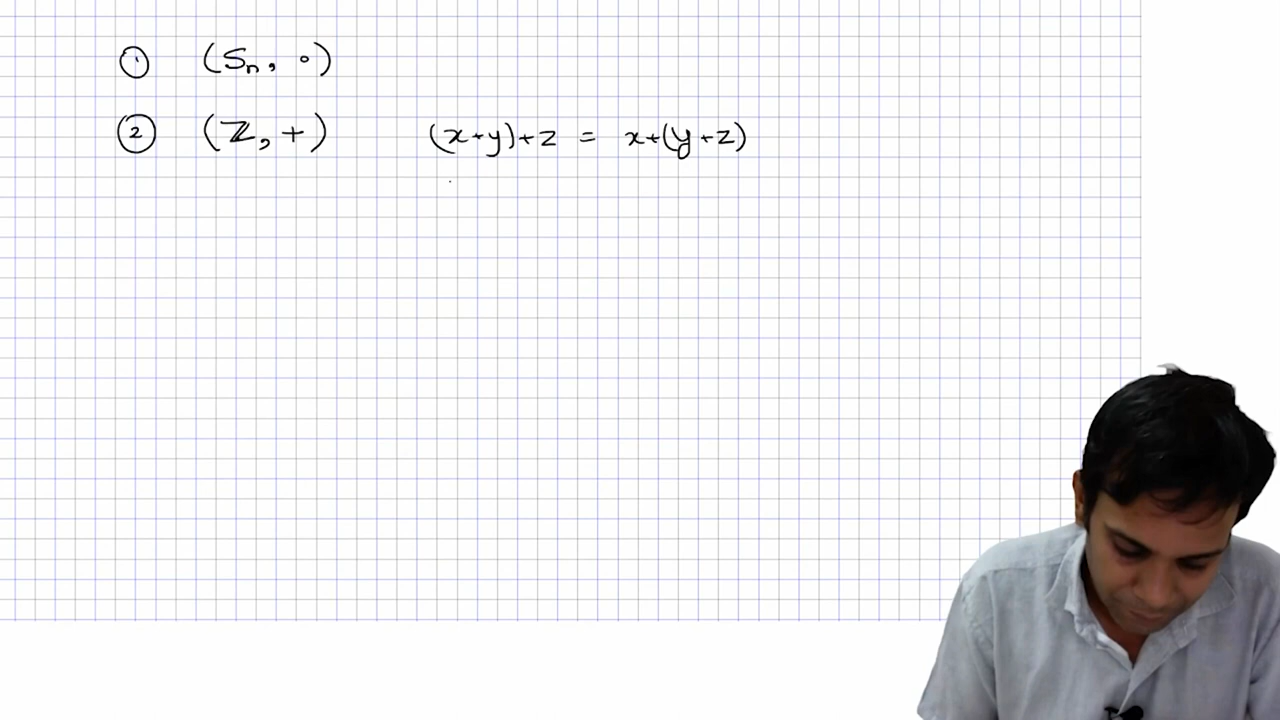 ① (Sₙ, ∘)
② (ℤ, +) (x+y)+z = x+(y+z)